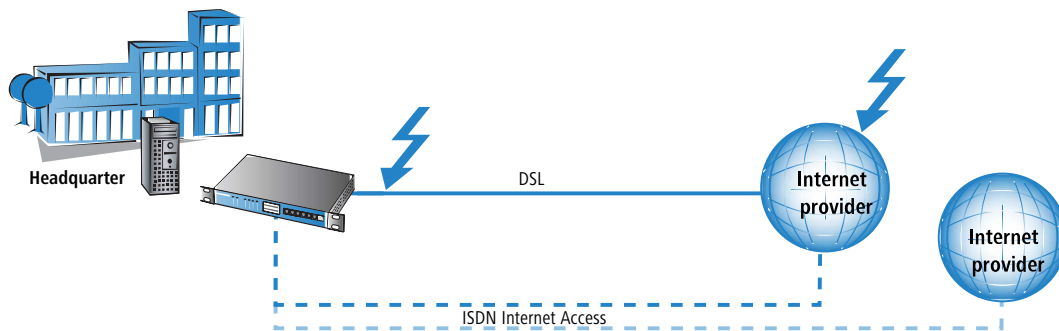 Headquarter
DSL
Internet
provider
Internet
provider
ISDN Internet Access